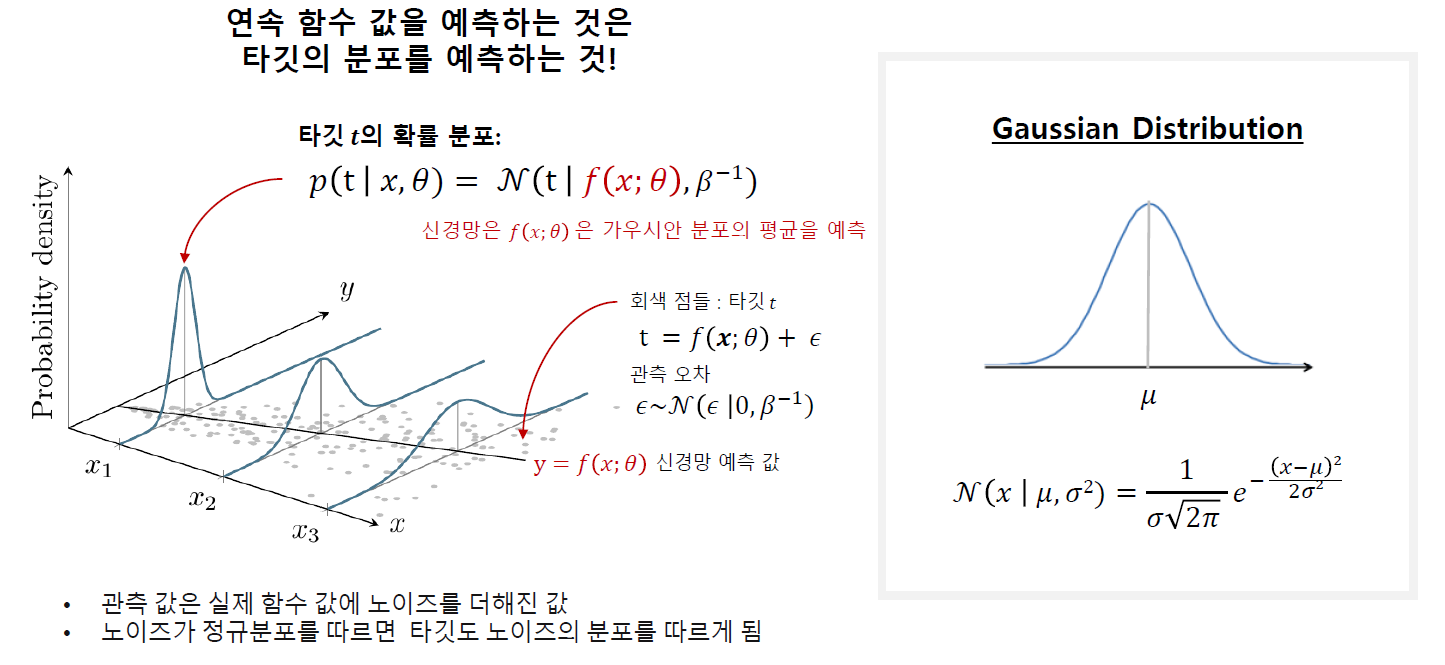 연속 함수 값을 예측하는 것은
타깃의 분포를 예측하는 것!
타깃 t의 확률 분포:
p(t | x, θ) = 𝒩(t | f(x; θ), β⁻¹)
신경망은 f(x; θ) 은 가우시안 분포의 평균을 예측
Probability density
y
회색 점들 : 타깃 t
t = f(x; θ) + ϵ
관측 오차
ϵ~𝒩(ϵ |0, β⁻¹)
y = f(x; θ) 신경망 예측 값
x₁
x₂
x₃
x
• 관측 값은 실제 함수 값에 노이즈를 더해진 값
• 노이즈가 정규분포를 따르면 타깃도 노이즈의 분포를 따르게 됨
Gaussian Distribution
μ
𝒩(x | μ, σ²) = 1/(σ√2π) e^(−(x−μ)²/2σ²)